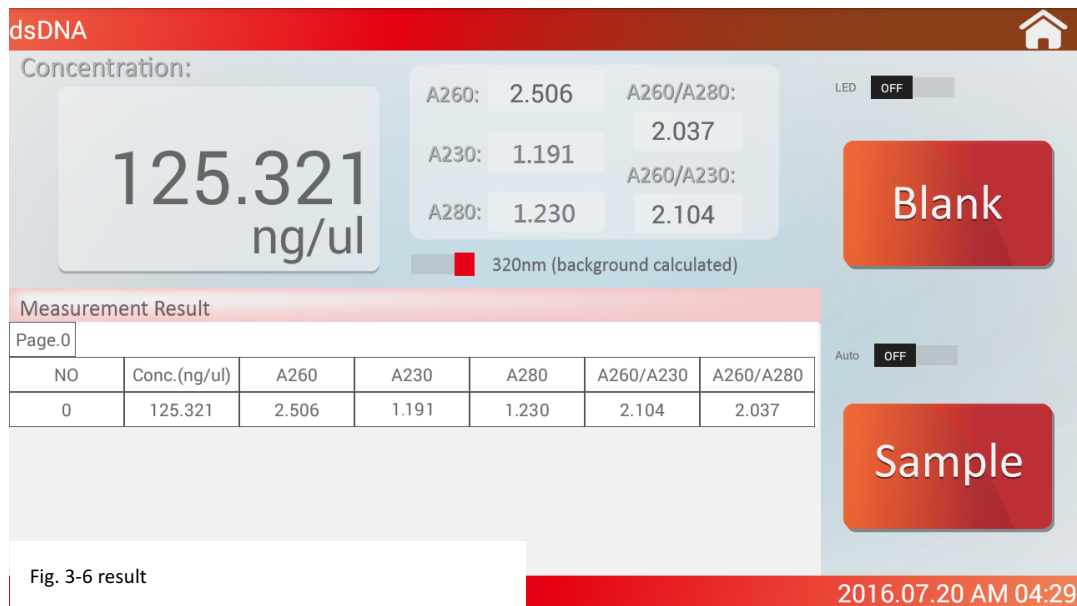 dsDNA
Concentration:
125.321
ng/ul
A260: 2.506
A230: 1.191
A280: 1.230
A260/A280:
2.037
A260/A230:
2.104
320nm (background calculated)
LED OFF
Blank
Measurement Result
Page.0
NO Conc.(ng/ul) A260 A230 A280 A260/A230 A260/A280
0 125.321 2.506 1.191 1.230 2.104 2.037
Auto OFF
Sample
Fig. 3-6 result
2016.07.20 AM 04:29